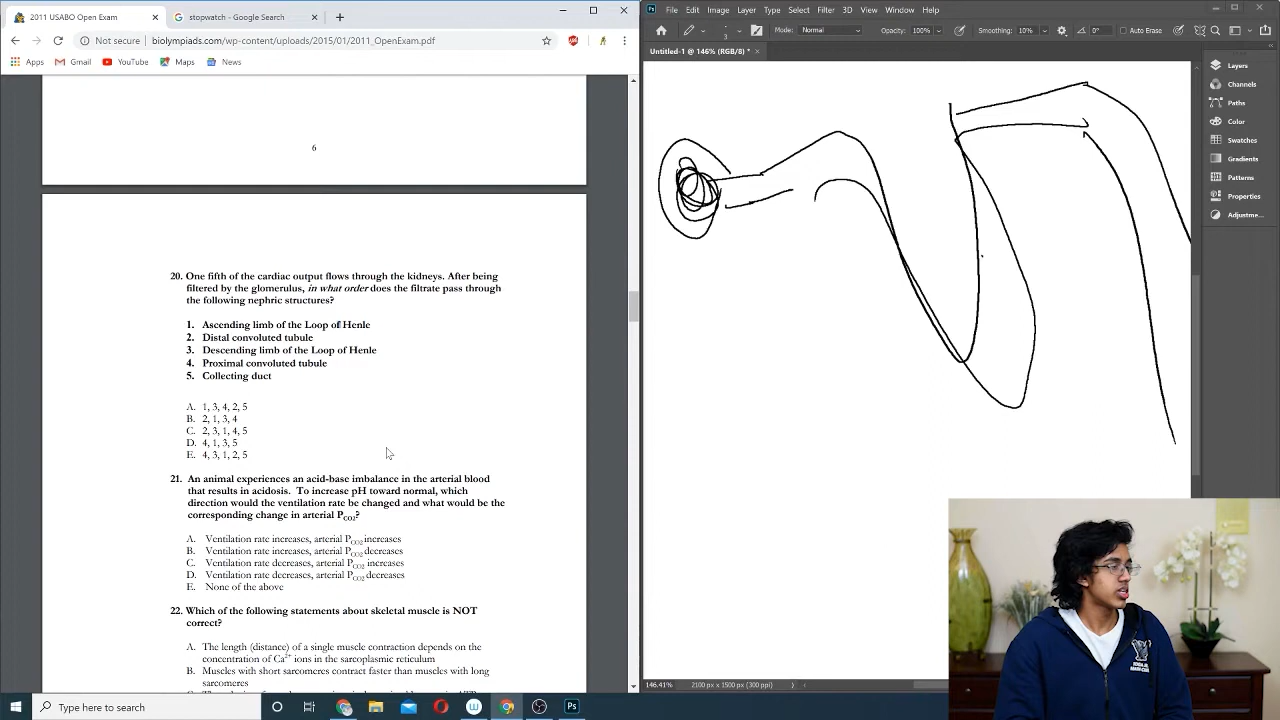 2011 USABO Open Exam
stopwatch - Google Search
Not secure
biolympiads.com/wp-content/uploads/2015/01/2011_OpenExam.pdf
Apps
Gmail
YouTube
Maps
News
6
20. One fifth of the cardiac output flows through the kidneys. After being
filtered by the glomerulus, in what order does the filtrate pass through
the following nephric structures?
1. Ascending limb of the Loop of Henle
2. Distal convoluted tubule
3. Descending limb of the Loop of Henle
4. Proximal convoluted tubule
5. Collecting duct
A. 1, 3, 4, 2, 5
B. 2, 1, 3, 4
C. 2, 3, 1, 4, 5
D. 4, 1, 3, 5
E. 4, 3, 1, 2, 5
21. An animal experiences an acid-base imbalance in the arterial blood
that results in acidosis. To increase pH toward normal, which
direction would the ventilation rate be changed and what would be the
corresponding change in arterial PCO2?
A. Ventilation rate increases, arterial PCO2 increases
B. Ventilation rate increases, arterial PCO2 decreases
C. Ventilation rate decreases, arterial PCO2 increases
D. Ventilation rate decreases, arterial PCO2 decreases
E. None of the above
22. Which of the following statements about skeletal muscle is NOT
correct?
A. The length (distance) of a single muscle contraction depends on the
concentration of Ca2+ ions in the sarcoplasmic reticulum
B. Muscles with short sarcomeres contract faster than muscles with long
sarcomeres
Type here to search
Ps
File Edit Image Layer Type Select Filter 3D View Window Help
3
Mode: Normal
Opacity: 100%
Smoothing: 10%
0°
Auto Erase
Untitled-1 @ 146% (RGB/8) *
Layers
Channels
Paths
Color
Swatches
Gradients
Patterns
Properties
Adjustme...
146.41%
2100 px x 1500 px (300 ppi)
Ps